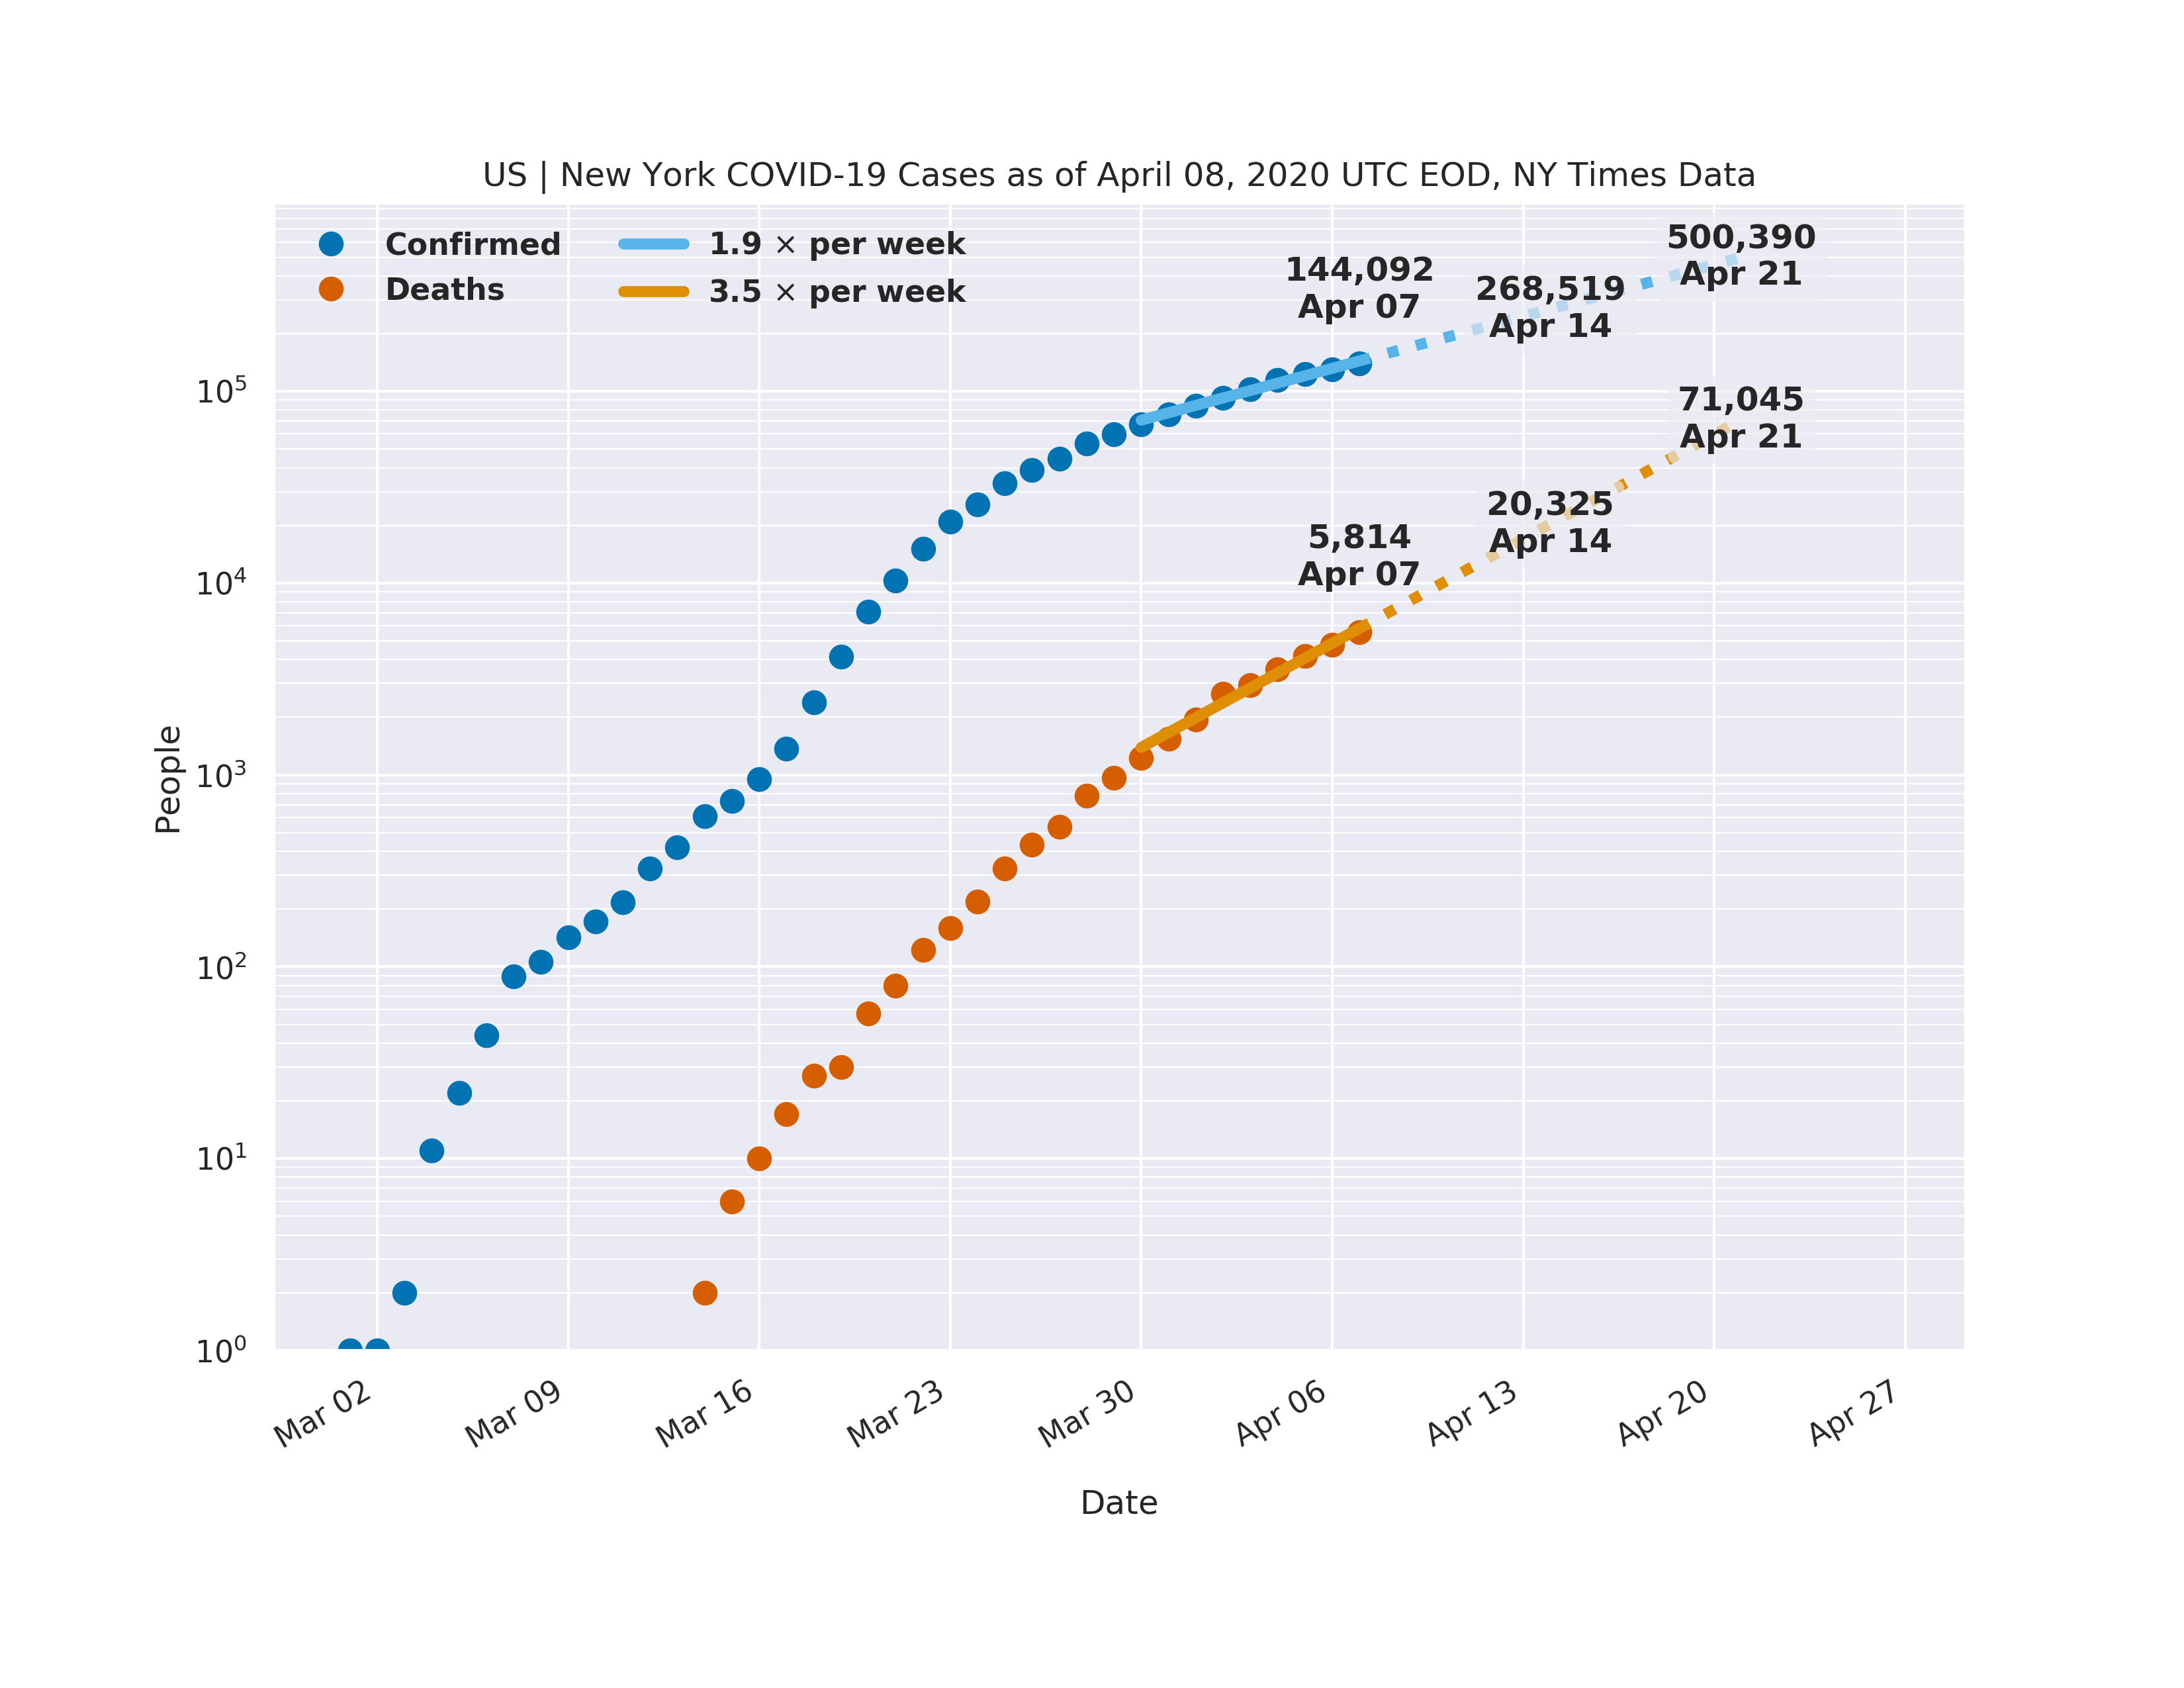 US | New York COVID-19 Cases as of April 08, 2020 UTC EOD, NY Times Data
Confirmed
Deaths
1.9 × per week
3.5 × per week
144,092
Apr 07
268,519
Apr 14
500,390
Apr 21
5,814
Apr 07
20,325
Apr 14
71,045
Apr 21
People
10⁵
10⁴
10³
10²
10¹
10⁰
Mar 02
Mar 09
Mar 16
Mar 23
Mar 30
Apr 06
Apr 13
Apr 20
Apr 27
Date